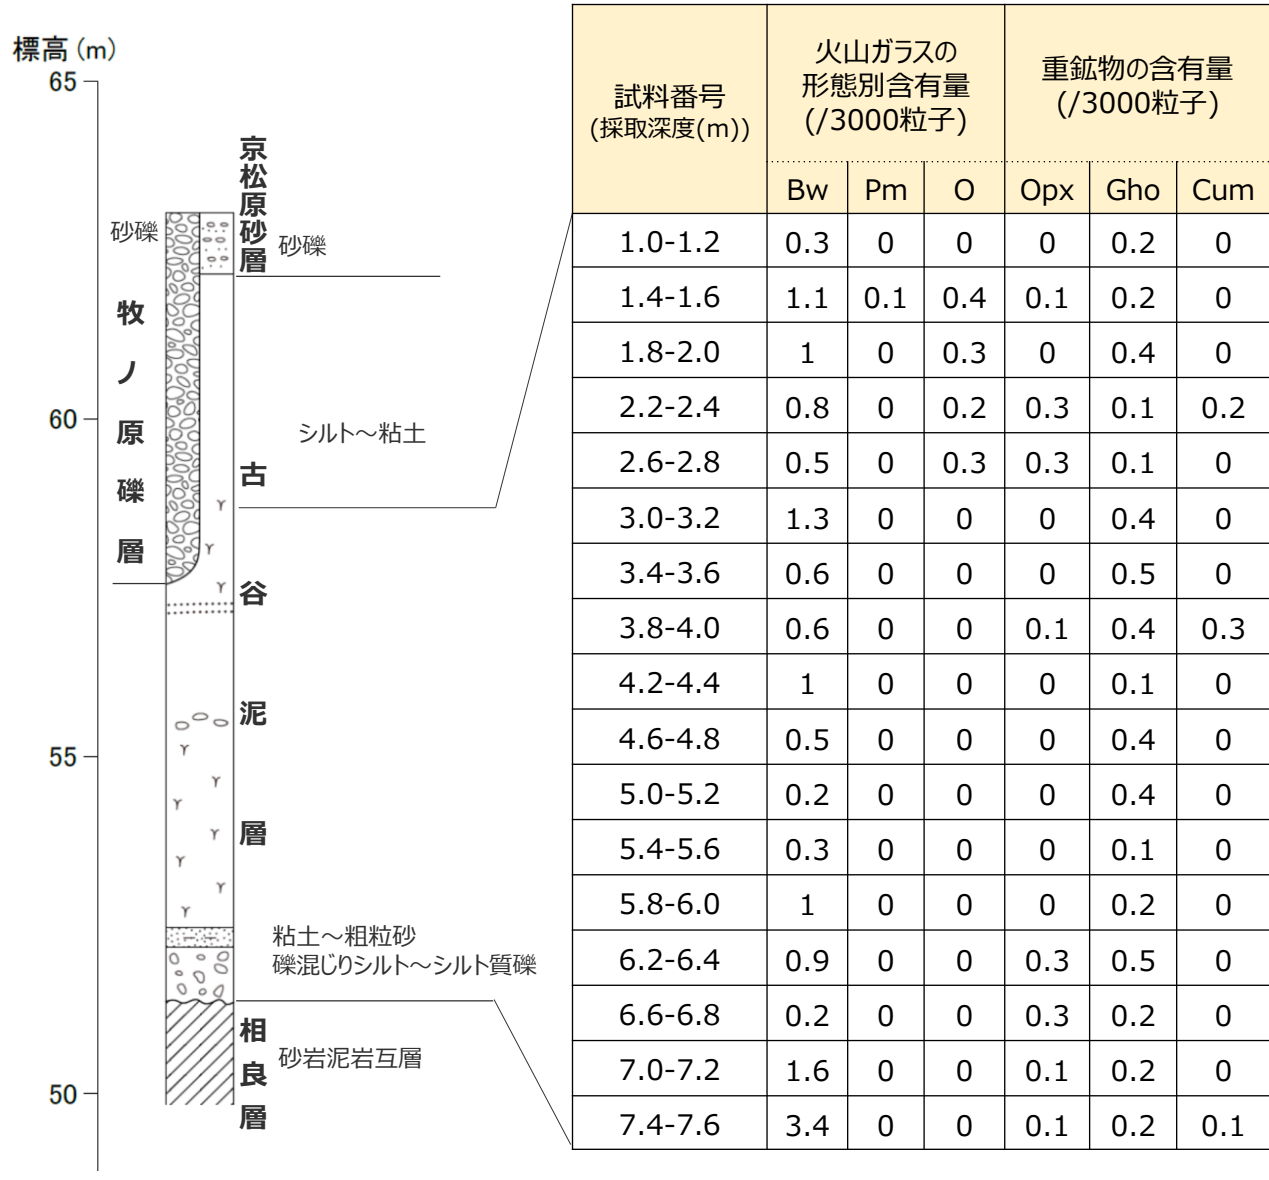 標高(m)
65
60
55
50
京松原砂層
砂礫
砂礫
牧ノ原礫層
シルト～粘土
古谷泥層
粘土～粗粒砂
礫混じりシルト～シルト質礫
相良層
砂岩泥岩互層
試料番号
(採取深度(m))
火山ガラスの
形態別含有量
(/3000粒子)
重鉱物の含有量
(/3000粒子)
Bw Pm O Opx Gho Cum
1.0-1.2 0.3 0 0 0 0.2 0
1.4-1.6 1.1 0.1 0.4 0.1 0.2 0
1.8-2.0 1 0 0.3 0 0.4 0
2.2-2.4 0.8 0 0.2 0.3 0.1 0.2
2.6-2.8 0.5 0 0.3 0.3 0.1 0
3.0-3.2 1.3 0 0 0 0.4 0
3.4-3.6 0.6 0 0 0 0.5 0
3.8-4.0 0.6 0 0 0.1 0.4 0.3
4.2-4.4 1 0 0 0 0.1 0
4.6-4.8 0.5 0 0 0 0.4 0
5.0-5.2 0.2 0 0 0 0.4 0
5.4-5.6 0.3 0 0 0 0.1 0
5.8-6.0 1 0 0 0 0.2 0
6.2-6.4 0.9 0 0 0.3 0.5 0
6.6-6.8 0.2 0 0 0.3 0.2 0
7.0-7.2 1.6 0 0 0.1 0.2 0
7.4-7.6 3.4 0 0 0.1 0.2 0.1